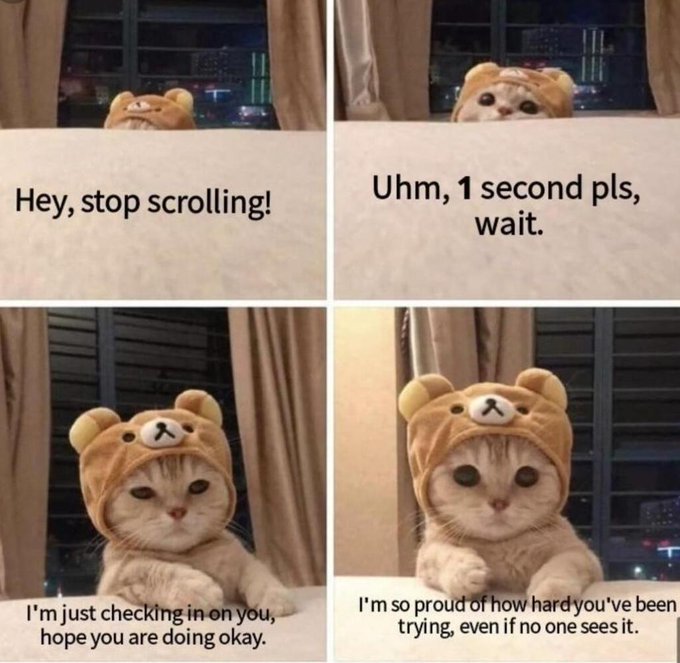 Hey, stop scrolling!
Uhm, 1 second pls,
wait.
I'm just checking in on you,
hope you are doing okay.
I'm so proud of how hard you've been
trying, even if no one sees it.